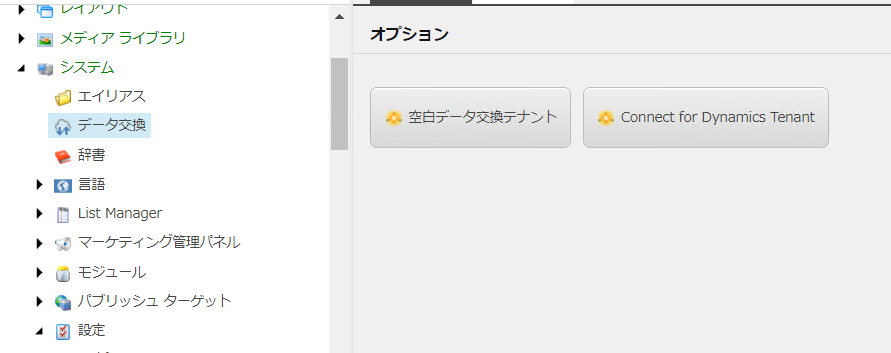 レイアウト
メディア ライブラリ
システム
エイリアス
データ交換
辞書
言語
List Manager
マーケティング管理パネル
モジュール
パブリッシュ ターゲット
設定
オプション
空白データ交換テナント
Connect for Dynamics Tenant